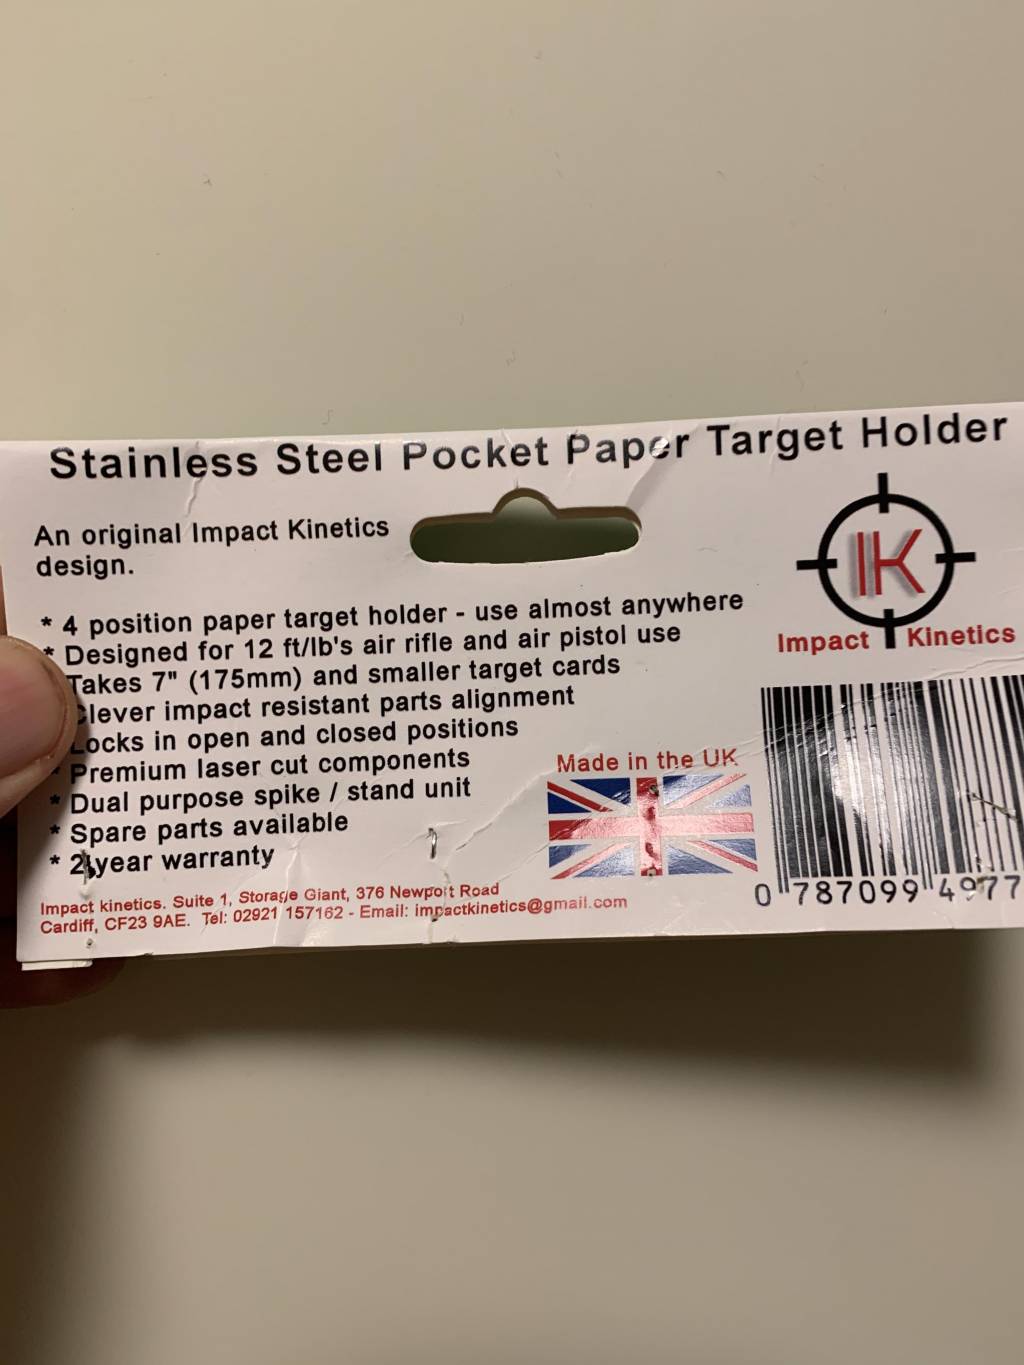 Stainless Steel Pocket Paper Target Holder
An original Impact Kinetics
design.
* 4 position paper target holder - use almost anywhere
* Designed for 12 ft/lb's air rifle and air pistol use
Takes 7" (175mm) and smaller target cards
Clever impact resistant parts alignment
Locks in open and closed positions
* Premium laser cut components
* Dual purpose spike / stand unit
* Spare parts available
* 2 year warranty
Impact kinetics. Suite 1, Storage Giant, 376 Newport Road
Cardiff, CF23 9AE. Tel: 02921 157162 - Email: impactkinetics@gmail.com
Made in the UK
IK
Impact Kinetics
0 787099 4977